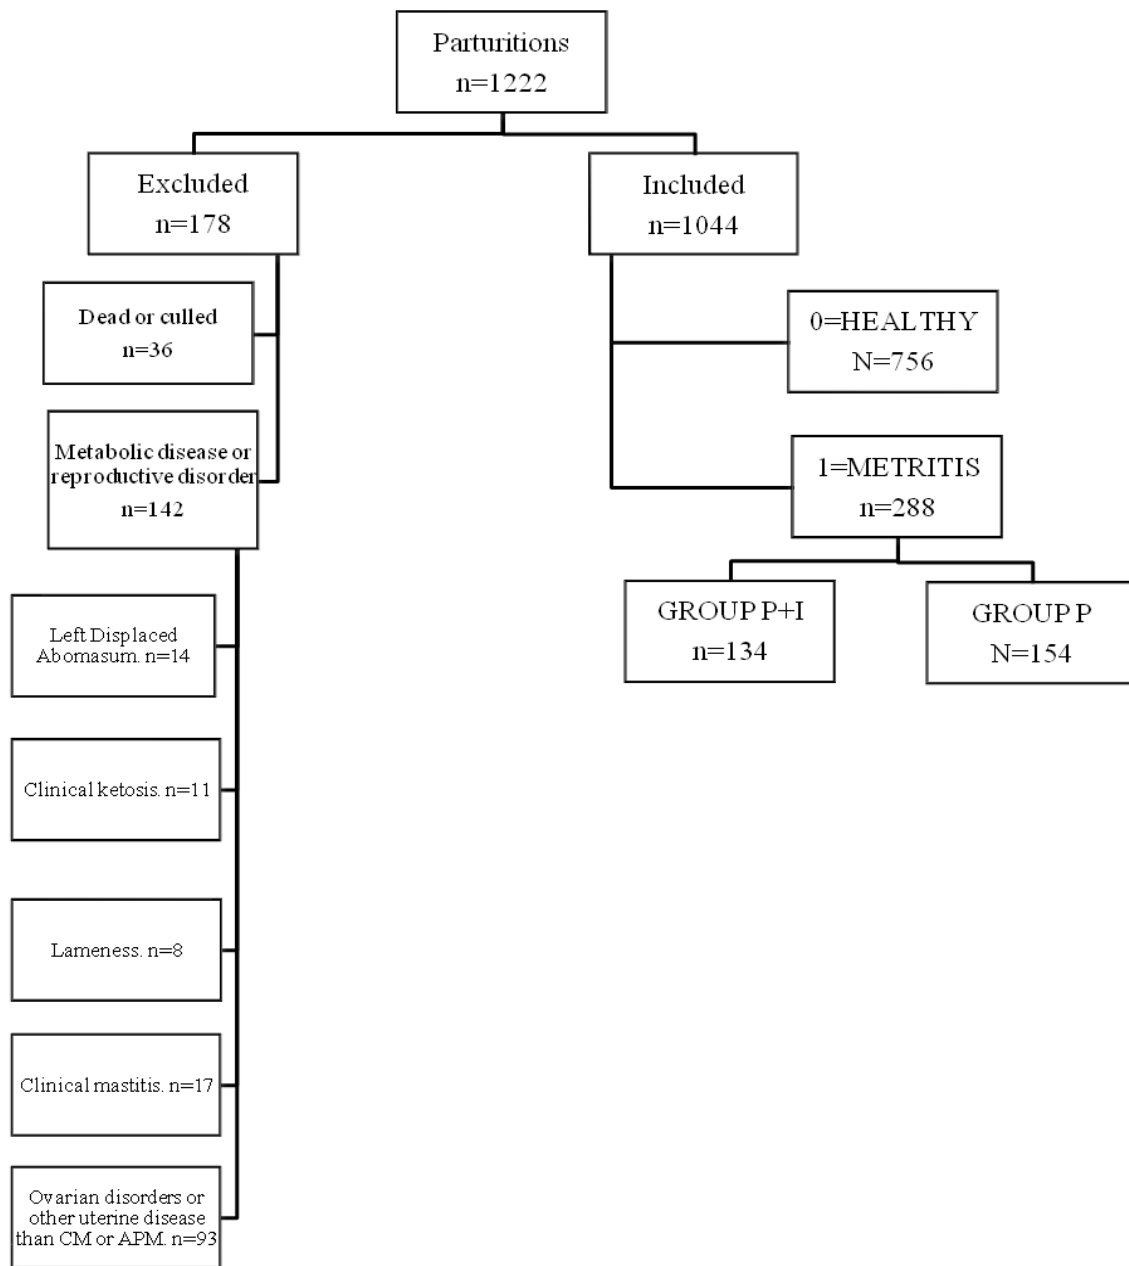 Parturitions
n=1222
Excluded
n=178
Included
n=1044
Dead or culled
n=36
0=HEALTHY
N=756
Metabolic disease or
reproductive disorder
n=142
1=METRITIS
n=288
GROUP P+I
n=134
GROUP P
N=154
Left Displaced
Abomasum. n=14
Clinical ketosis. n=11
Lameness. n=8
Clinical mastitis. n=17
Ovarian disorders or
other uterine disease
than CM or APM. n=93